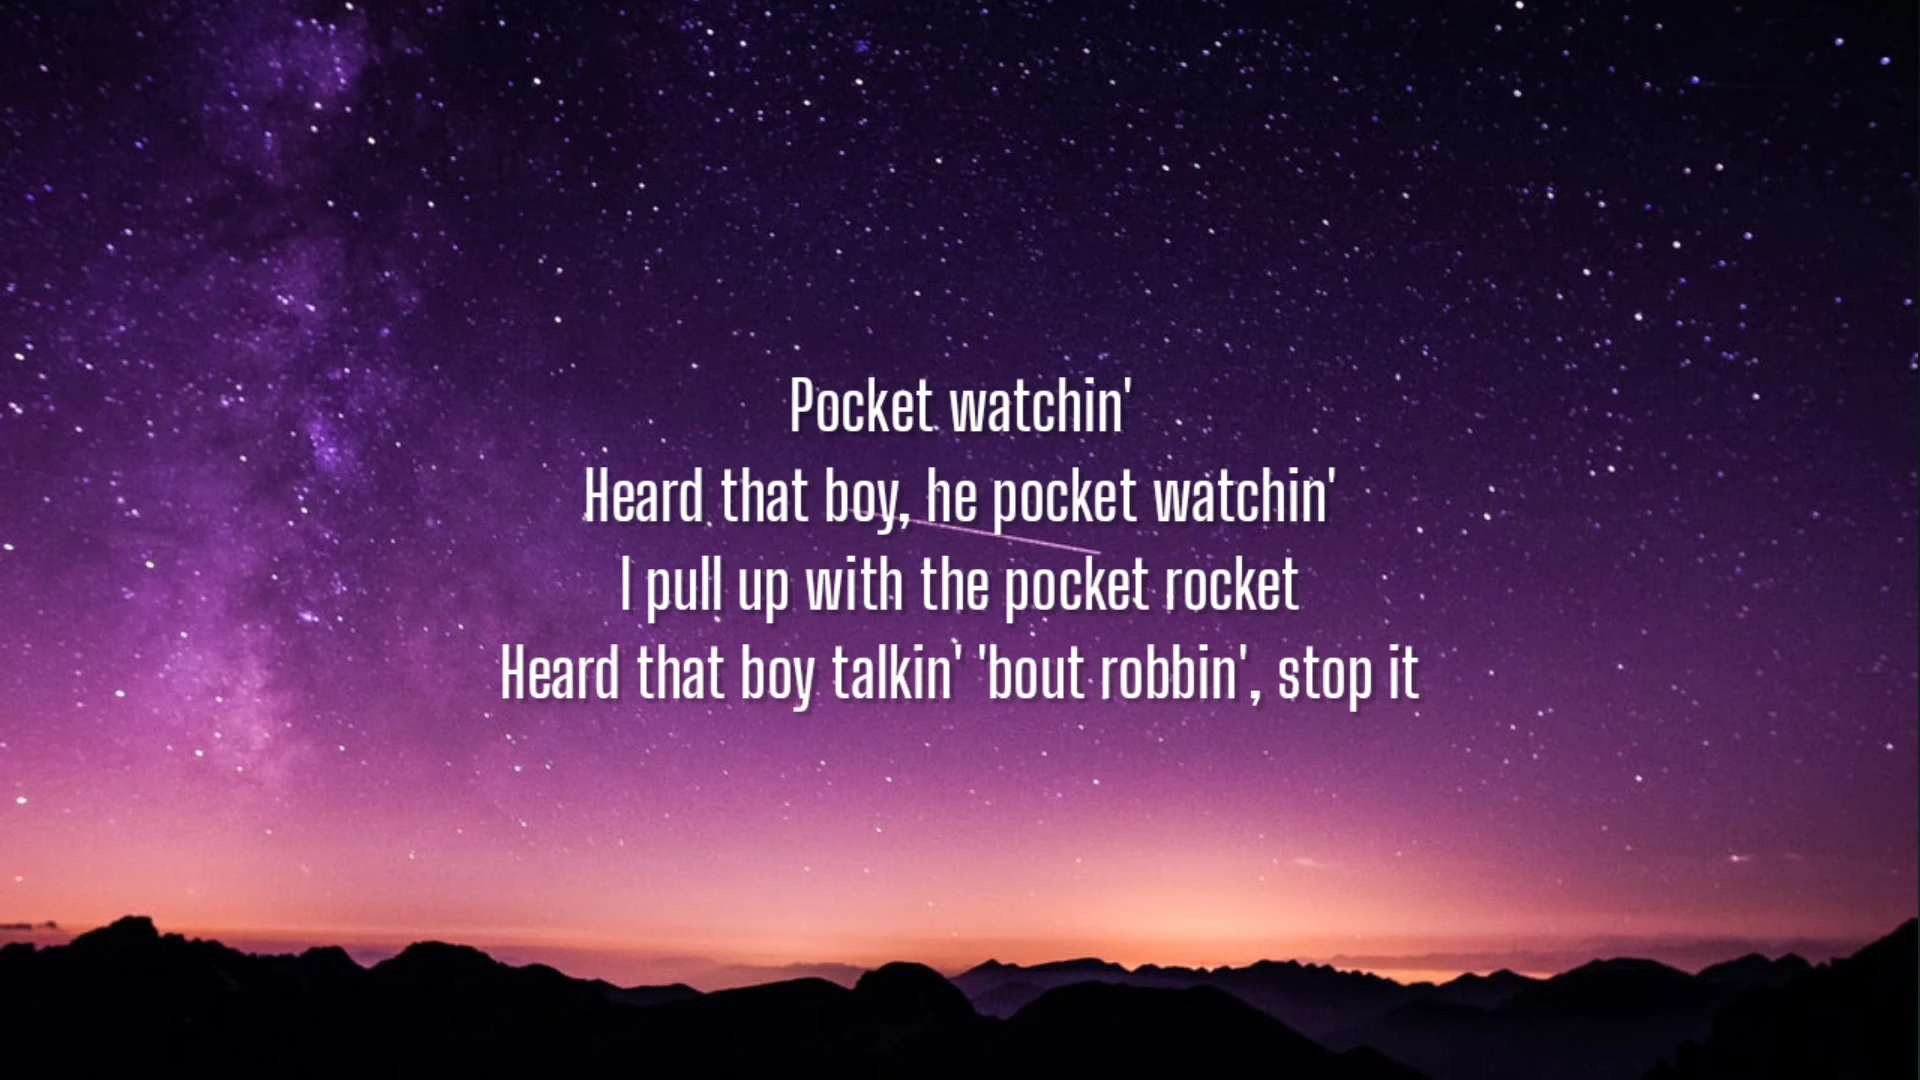 Pocket watchin'
Heard that boy, he pocket watchin'
I pull up with the pocket rocket
Heard that boy talkin' 'bout robbin', stop it